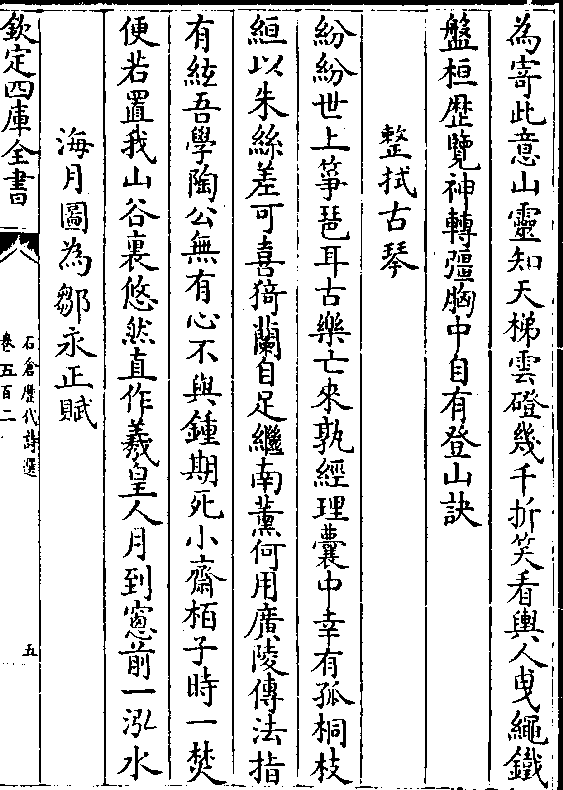 為寄此意山靈知天梯雲磴幾千折笑看輿人曳繩鐵
盤桓歴覽神轉彊胸中自有登山訣
整拭古琴
紛紛世上箏琶耳古樂亡來孰經理囊中幸有孤桐枝
絙以朱絲差可喜猗蘭自足繼南薰何用廣陵傳法指
有絃吾學陶公無有心不與鍾期死小齋栢子時一焚
便若置我山谷裏悠然直作羲皇人月到窻前一泓水
海月圖為鄒永正賦
欽定四庫全書
石倉歴代詩選
卷五百二
五